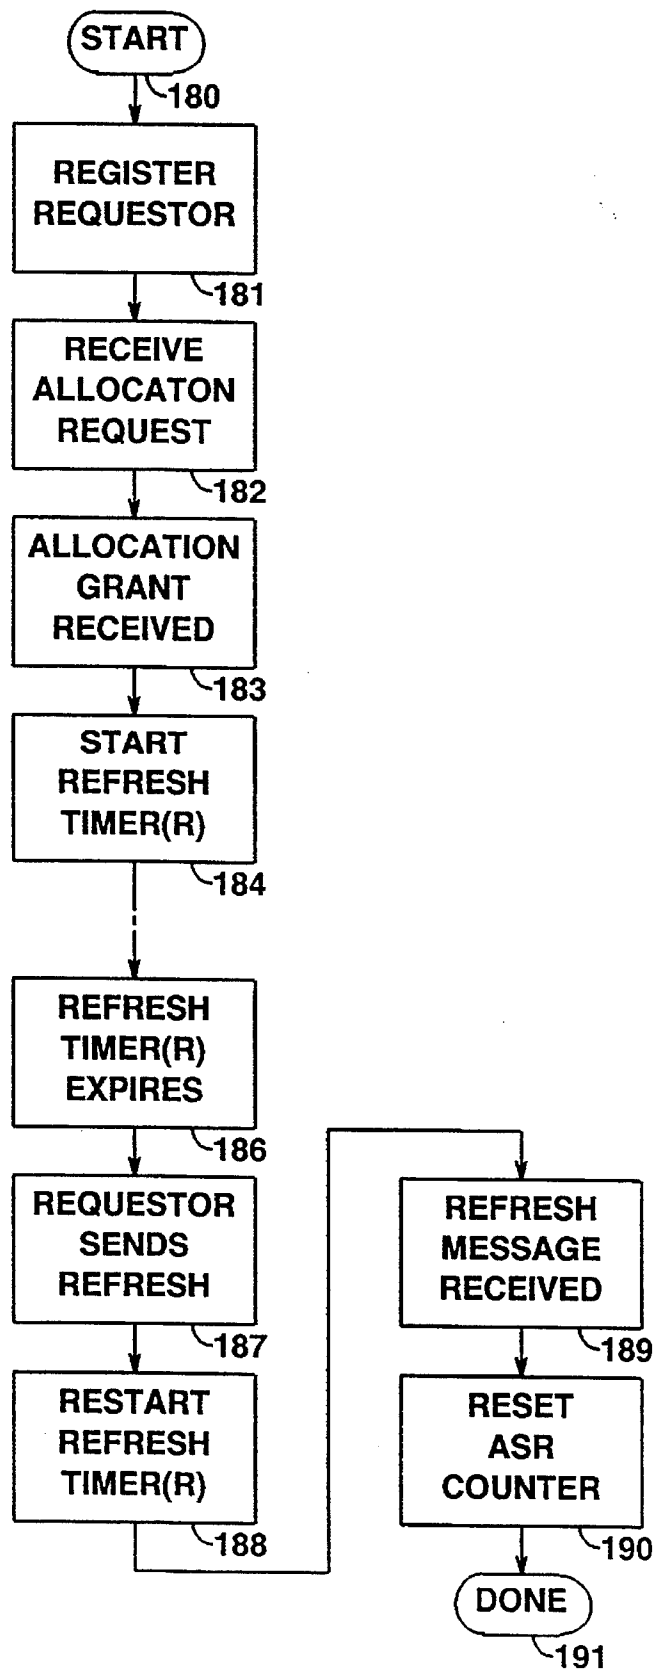 START
180
REGISTER
REQUESTOR
181
RECEIVE
ALLOCATON
REQUEST
182
ALLOCATION
GRANT
RECEIVED
183
START
REFRESH
TIMER(R)
184
REFRESH
TIMER(R)
EXPIRES
186
REQUESTOR
SENDS
REFRESH
187
RESTART
REFRESH
TIMER(R)
188
REFRESH
MESSAGE
RECEIVED
189
RESET
ASR
COUNTER
190
DONE
191